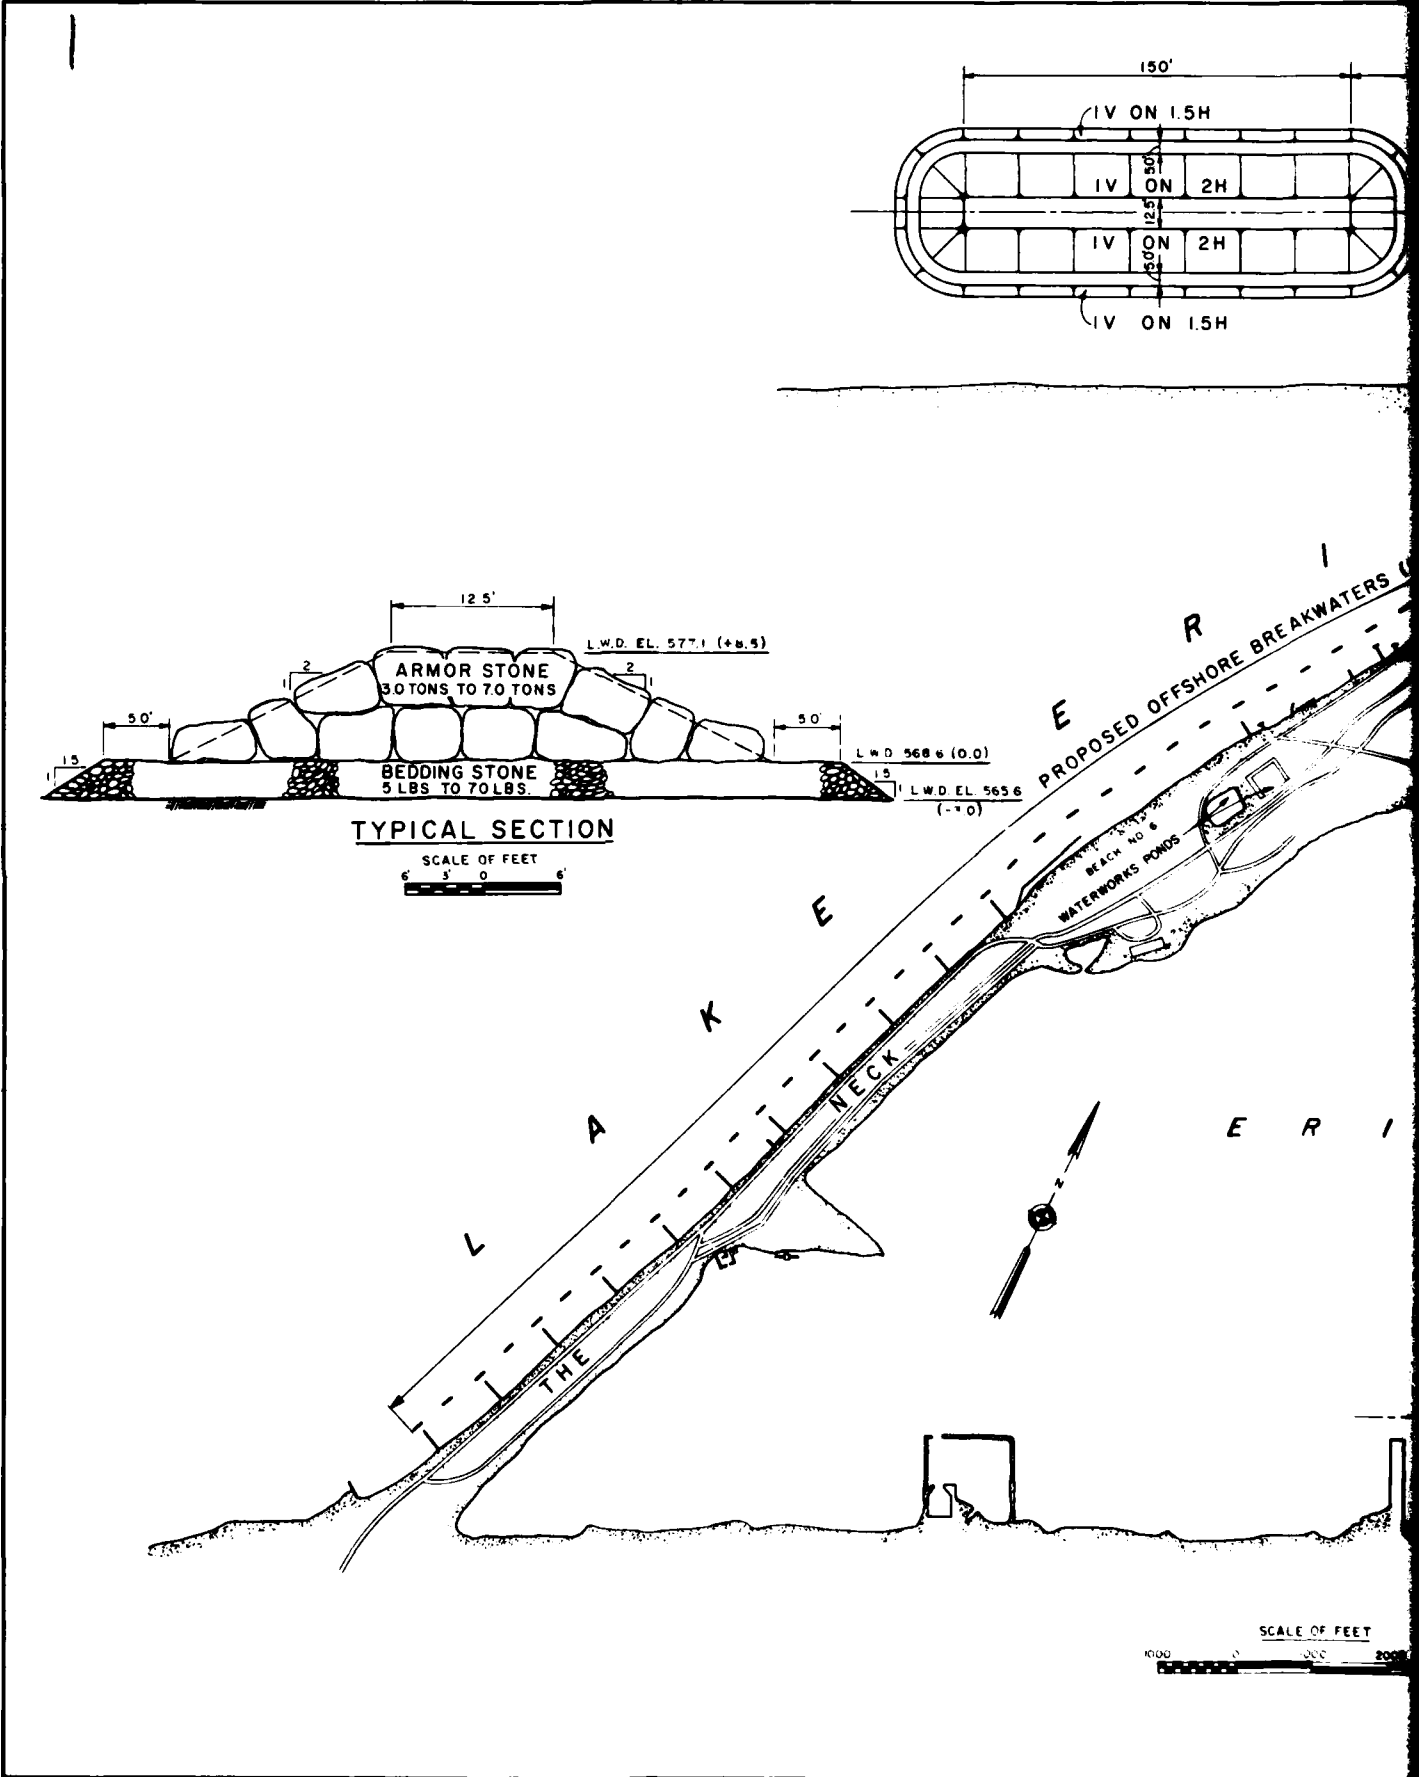 150'
1V ON 1.5H
50'
1V ON 2H
12.5'
1V ON 2H
5.0'
1V ON 1.5H
12 5'
L.W.D. EL. 577.1 (+8.5)
2
1
ARMOR STONE
3.0 TONS TO 7.0 TONS
2
1
5 0'
5 0'
L W D 568 6 (0.0)
1 5
1
BEDDING STONE
5 LBS TO 70 LBS.
1 5
1
L.W.D. EL. 565 6
TYPICAL SECTION
SCALE OF FEET
6' 3' 0 6'
L A K E E R I
PROPOSED OFFSHORE BREAKWATERS
BEACH NO 6
WATERWORKS PONDS
THE NECK
N
E R I
SCALE OF FEET
1000 0 2000